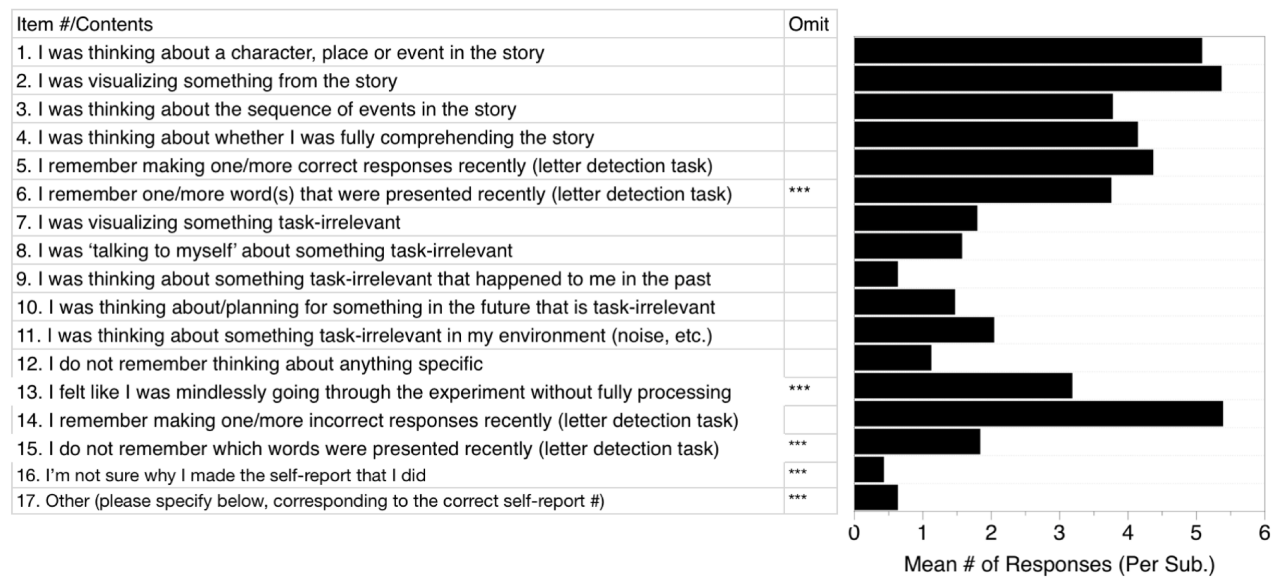 Item #/Contents Omit
1. I was thinking about a character, place or event in the story
2. I was visualizing something from the story
3. I was thinking about the sequence of events in the story
4. I was thinking about whether I was fully comprehending the story
5. I remember making one/more correct responses recently (letter detection task)
6. I remember one/more word(s) that were presented recently (letter detection task) ***
7. I was visualizing something task-irrelevant
8. I was ‘talking to myself’ about something task-irrelevant
9. I was thinking about something task-irrelevant that happened to me in the past
10. I was thinking about/planning for something in the future that is task-irrelevant
11. I was thinking about something task-irrelevant in my environment (noise, etc.)
12. I do not remember thinking about anything specific
13. I felt like I was mindlessly going through the experiment without fully processing ***
14. I remember making one/more incorrect responses recently (letter detection task)
15. I do not remember which words were presented recently (letter detection task) ***
16. I’m not sure why I made the self-report that I did ***
17. Other (please specify below, corresponding to the correct self-report #) ***
0 1 2 3 4 5 6
Mean # of Responses (Per Sub.)